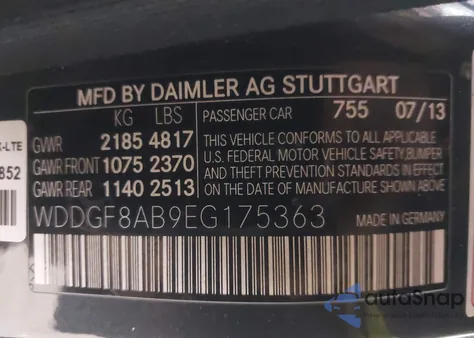 MFD BY DAIMLER AG STUTTGART
KG LBS PASSENGER CAR 755 07/13
GVWR 2185 4817
GAWR FRONT 1075 2370
GAWR REAR 1140 2513
THIS VEHICLE CONFORMS TO ALL APPLICABLE
U.S. FEDERAL MOTOR VEHICLE SAFETY,BUMPER,
AND THEFT PREVENTION STANDARDS IN EFFECT
ON THE DATE OF MANUFACTURE SHOWN ABOVE.
WDDGF8AB9EG175363 MADE IN GERMANY
-LTE
852
autoSnap